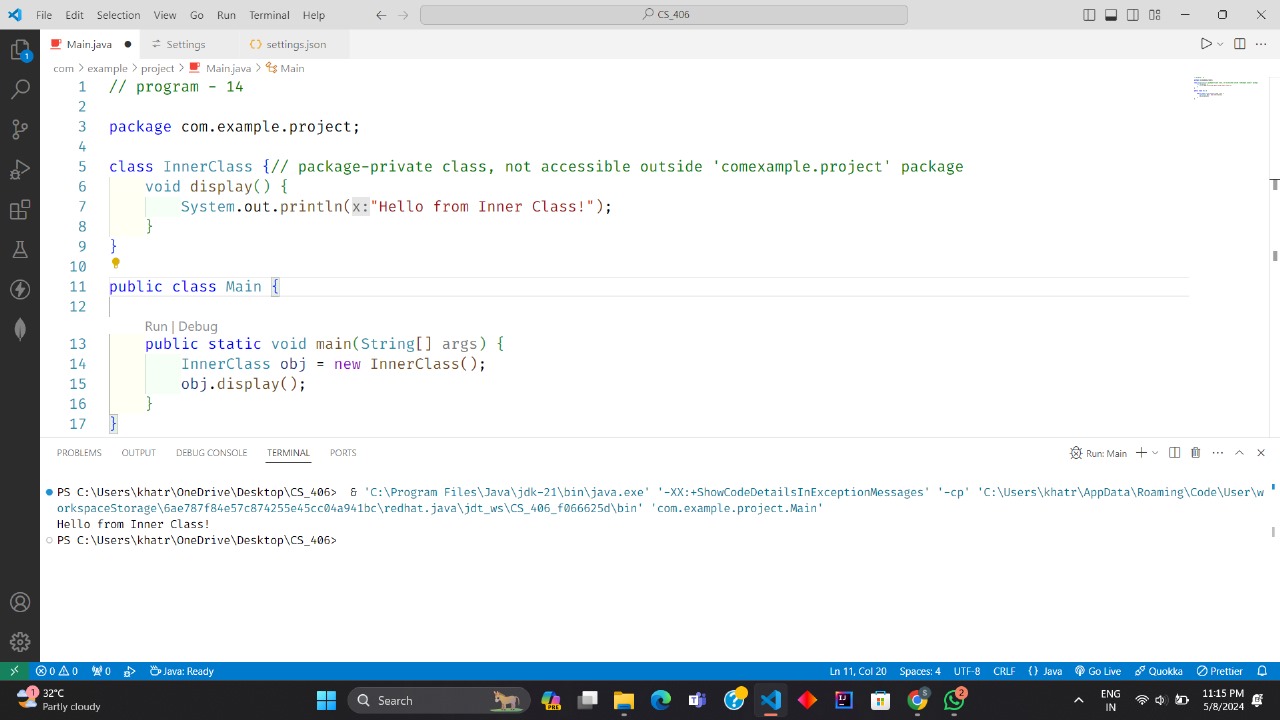 File Edit Selection View Go Run Terminal Help
CS_406
1
Main.java
Settings
settings.json
com > example > project > Main.java > Main
1 // program - 14
2
3 package com.example.project;
4
5 class InnerClass {// package-private class, not accessible outside 'comexample.project' package
6 void display() {
7 System.out.println(x:"Hello from Inner Class!");
8 }
9 }
10
11 public class Main {
12
Run | Debug
13 public static void main(String[] args) {
14 InnerClass obj = new InnerClass();
15 obj.display();
16 }
17 }
PROBLEMS OUTPUT DEBUG CONSOLE TERMINAL PORTS
Run: Main
PS C:\Users\khatr\OneDrive\Desktop\CS_406> & 'C:\Program Files\Java\jdk-21\bin\java.exe' '-XX:+ShowCodeDetailsInExceptionMessages' '-cp' 'C:\Users\khatr\AppData\Roaming\Code\User\w
orkspaceStorage\6ae787f84e57c874255e45cc04a941bc\redhat.java\jdt_ws\CS_406_f066625d\bin' 'com.example.project.Main'
Hello from Inner Class!
PS C:\Users\khatr\OneDrive\Desktop\CS_406>
0 0 0 Java: Ready Ln 11, Col 20 Spaces: 4 UTF-8 CRLF {} Java Go Live Quokka Prettier
1
32°C
Partly cloudy
Search
S
2
ENG
IN
11:15 PM
5/8/2024